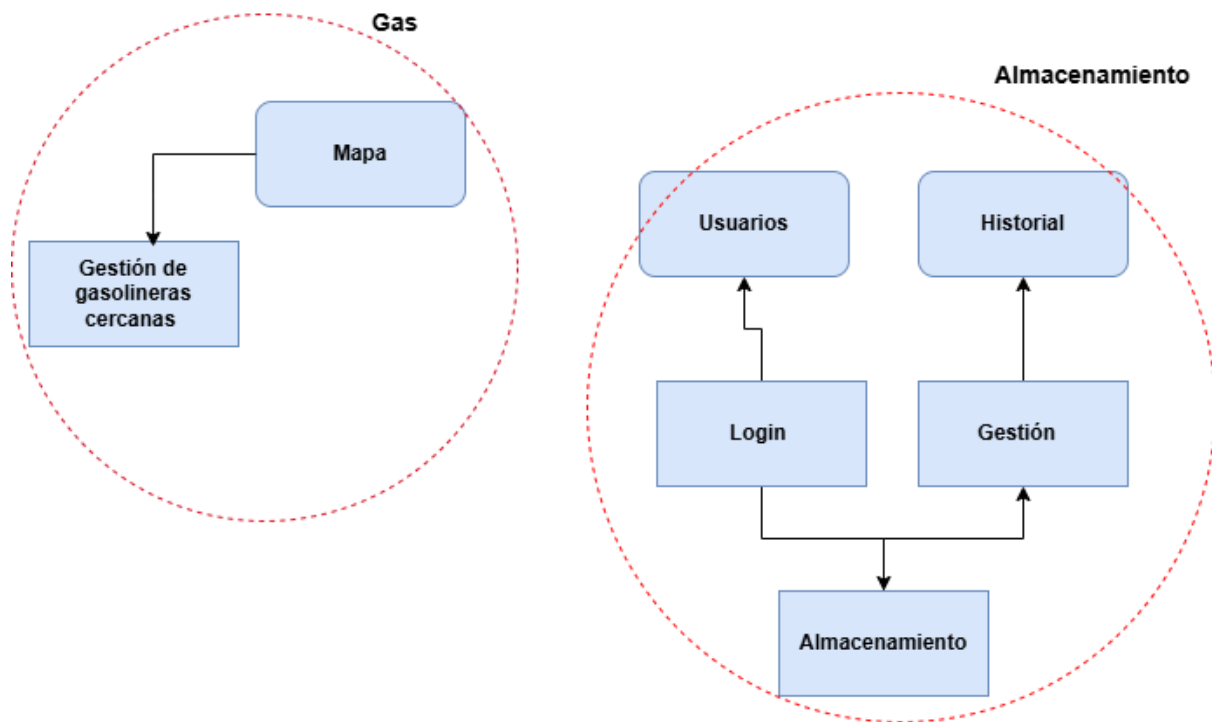 Gas
Mapa
Gestión de
gasolineras
cercanas
Almacenamiento
Usuarios
Historial
Login
Gestión
Almacenamiento